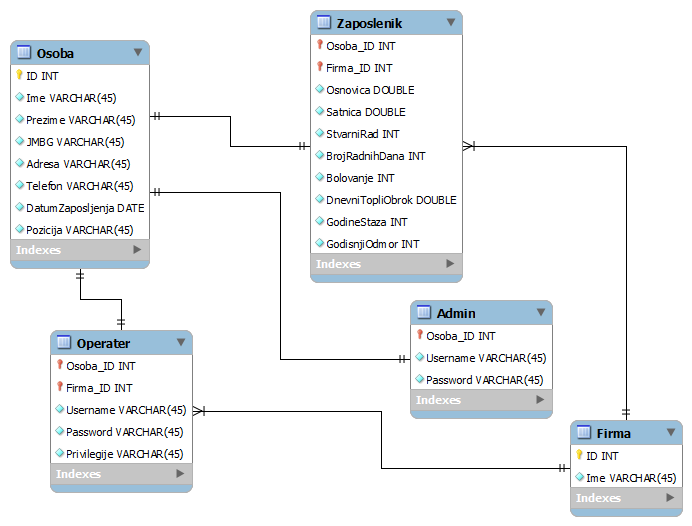 Osoba
ID INT
Ime VARCHAR(45)
Prezime VARCHAR(45)
JMBG VARCHAR(45)
Adresa VARCHAR(45)
Telefon VARCHAR(45)
DatumZaposljenja DATE
Pozicija VARCHAR(45)
Indexes
Zaposlenik
Osoba_ID INT
Firma_ID INT
Osnovica DOUBLE
Satnica DOUBLE
StvarniRad INT
BrojRadnihDana INT
Bolovanje INT
DnevniTopliObrok DOUBLE
GodineStaza INT
GodisnjiOdmor INT
Indexes
Operater
Osoba_ID INT
Firma_ID INT
Username VARCHAR(45)
Password VARCHAR(45)
Privilegije VARCHAR(45)
Indexes
Admin
Osoba_ID INT
Username VARCHAR(45)
Password VARCHAR(45)
Indexes
Firma
ID INT
Ime VARCHAR(45)
Indexes